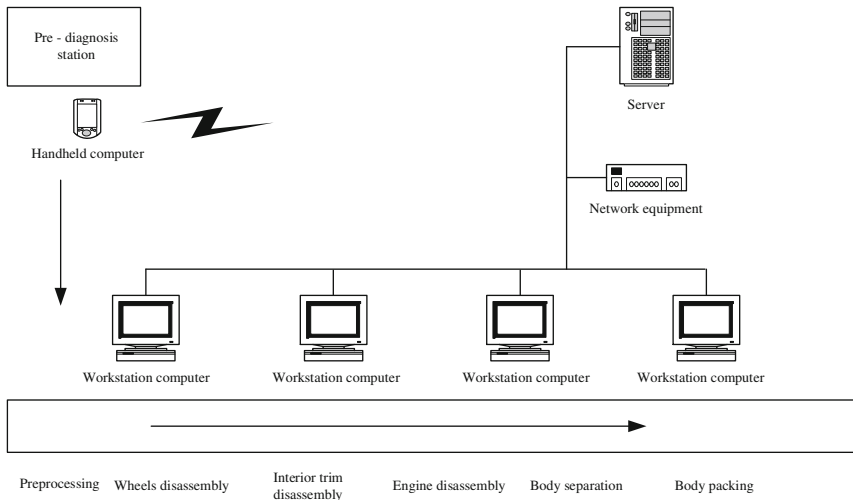 Pre - diagnosis
station
Server
Handheld computer
Network equipment
Workstation computer
Workstation computer
Workstation computer
Workstation computer
Preprocessing
Wheels disassembly
Interior trim
disassembly
Engine disassembly
Body separation
Body packing